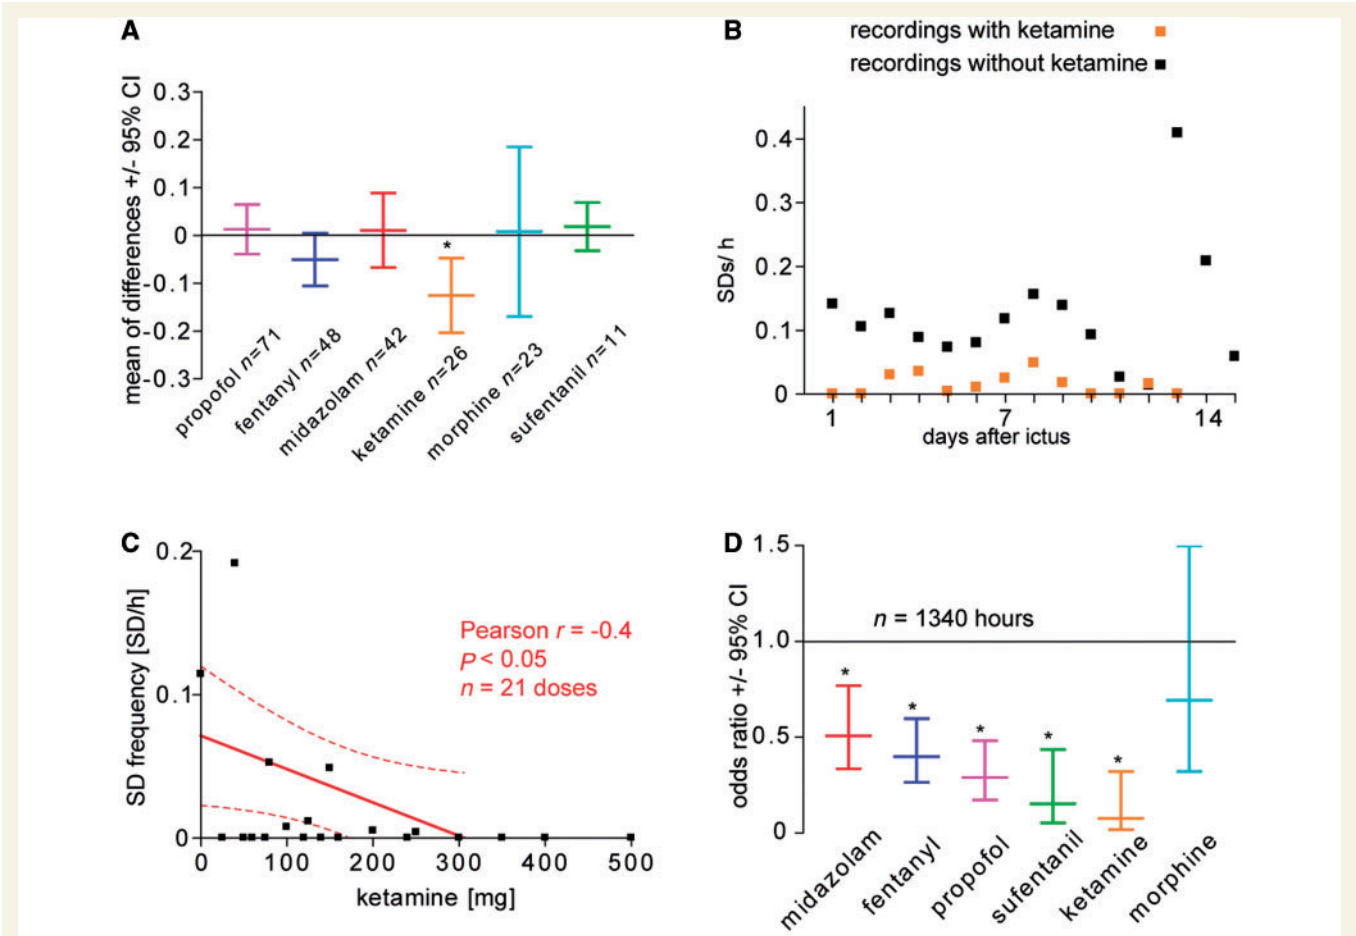 A
mean of differences +/- 95% CI
0.3
0.2
0.1
0
-0.1
-0.2
-0.3
propofol n=71
fentanyl n=48
midazolam n=42
ketamine n=26
morphine n=23
sufentanil n=11
*
B
recordings with ketamine
recordings without ketamine
SDs/ h
0.4
0.3
0.2
0.1
0
1
7
14
days after ictus
C
SD frequency [SD/h]
0.2
0.1
0
Pearson r = -0.4
P < 0.05
n = 21 doses
0
100
200
300
400
500
ketamine [mg]
D
odds ratio +/- 95% CI
1.5
1.0
0.5
0
n = 1340 hours
*
*
*
*
*
midazolam
fentanyl
propofol
sufentanil
ketamine
morphine